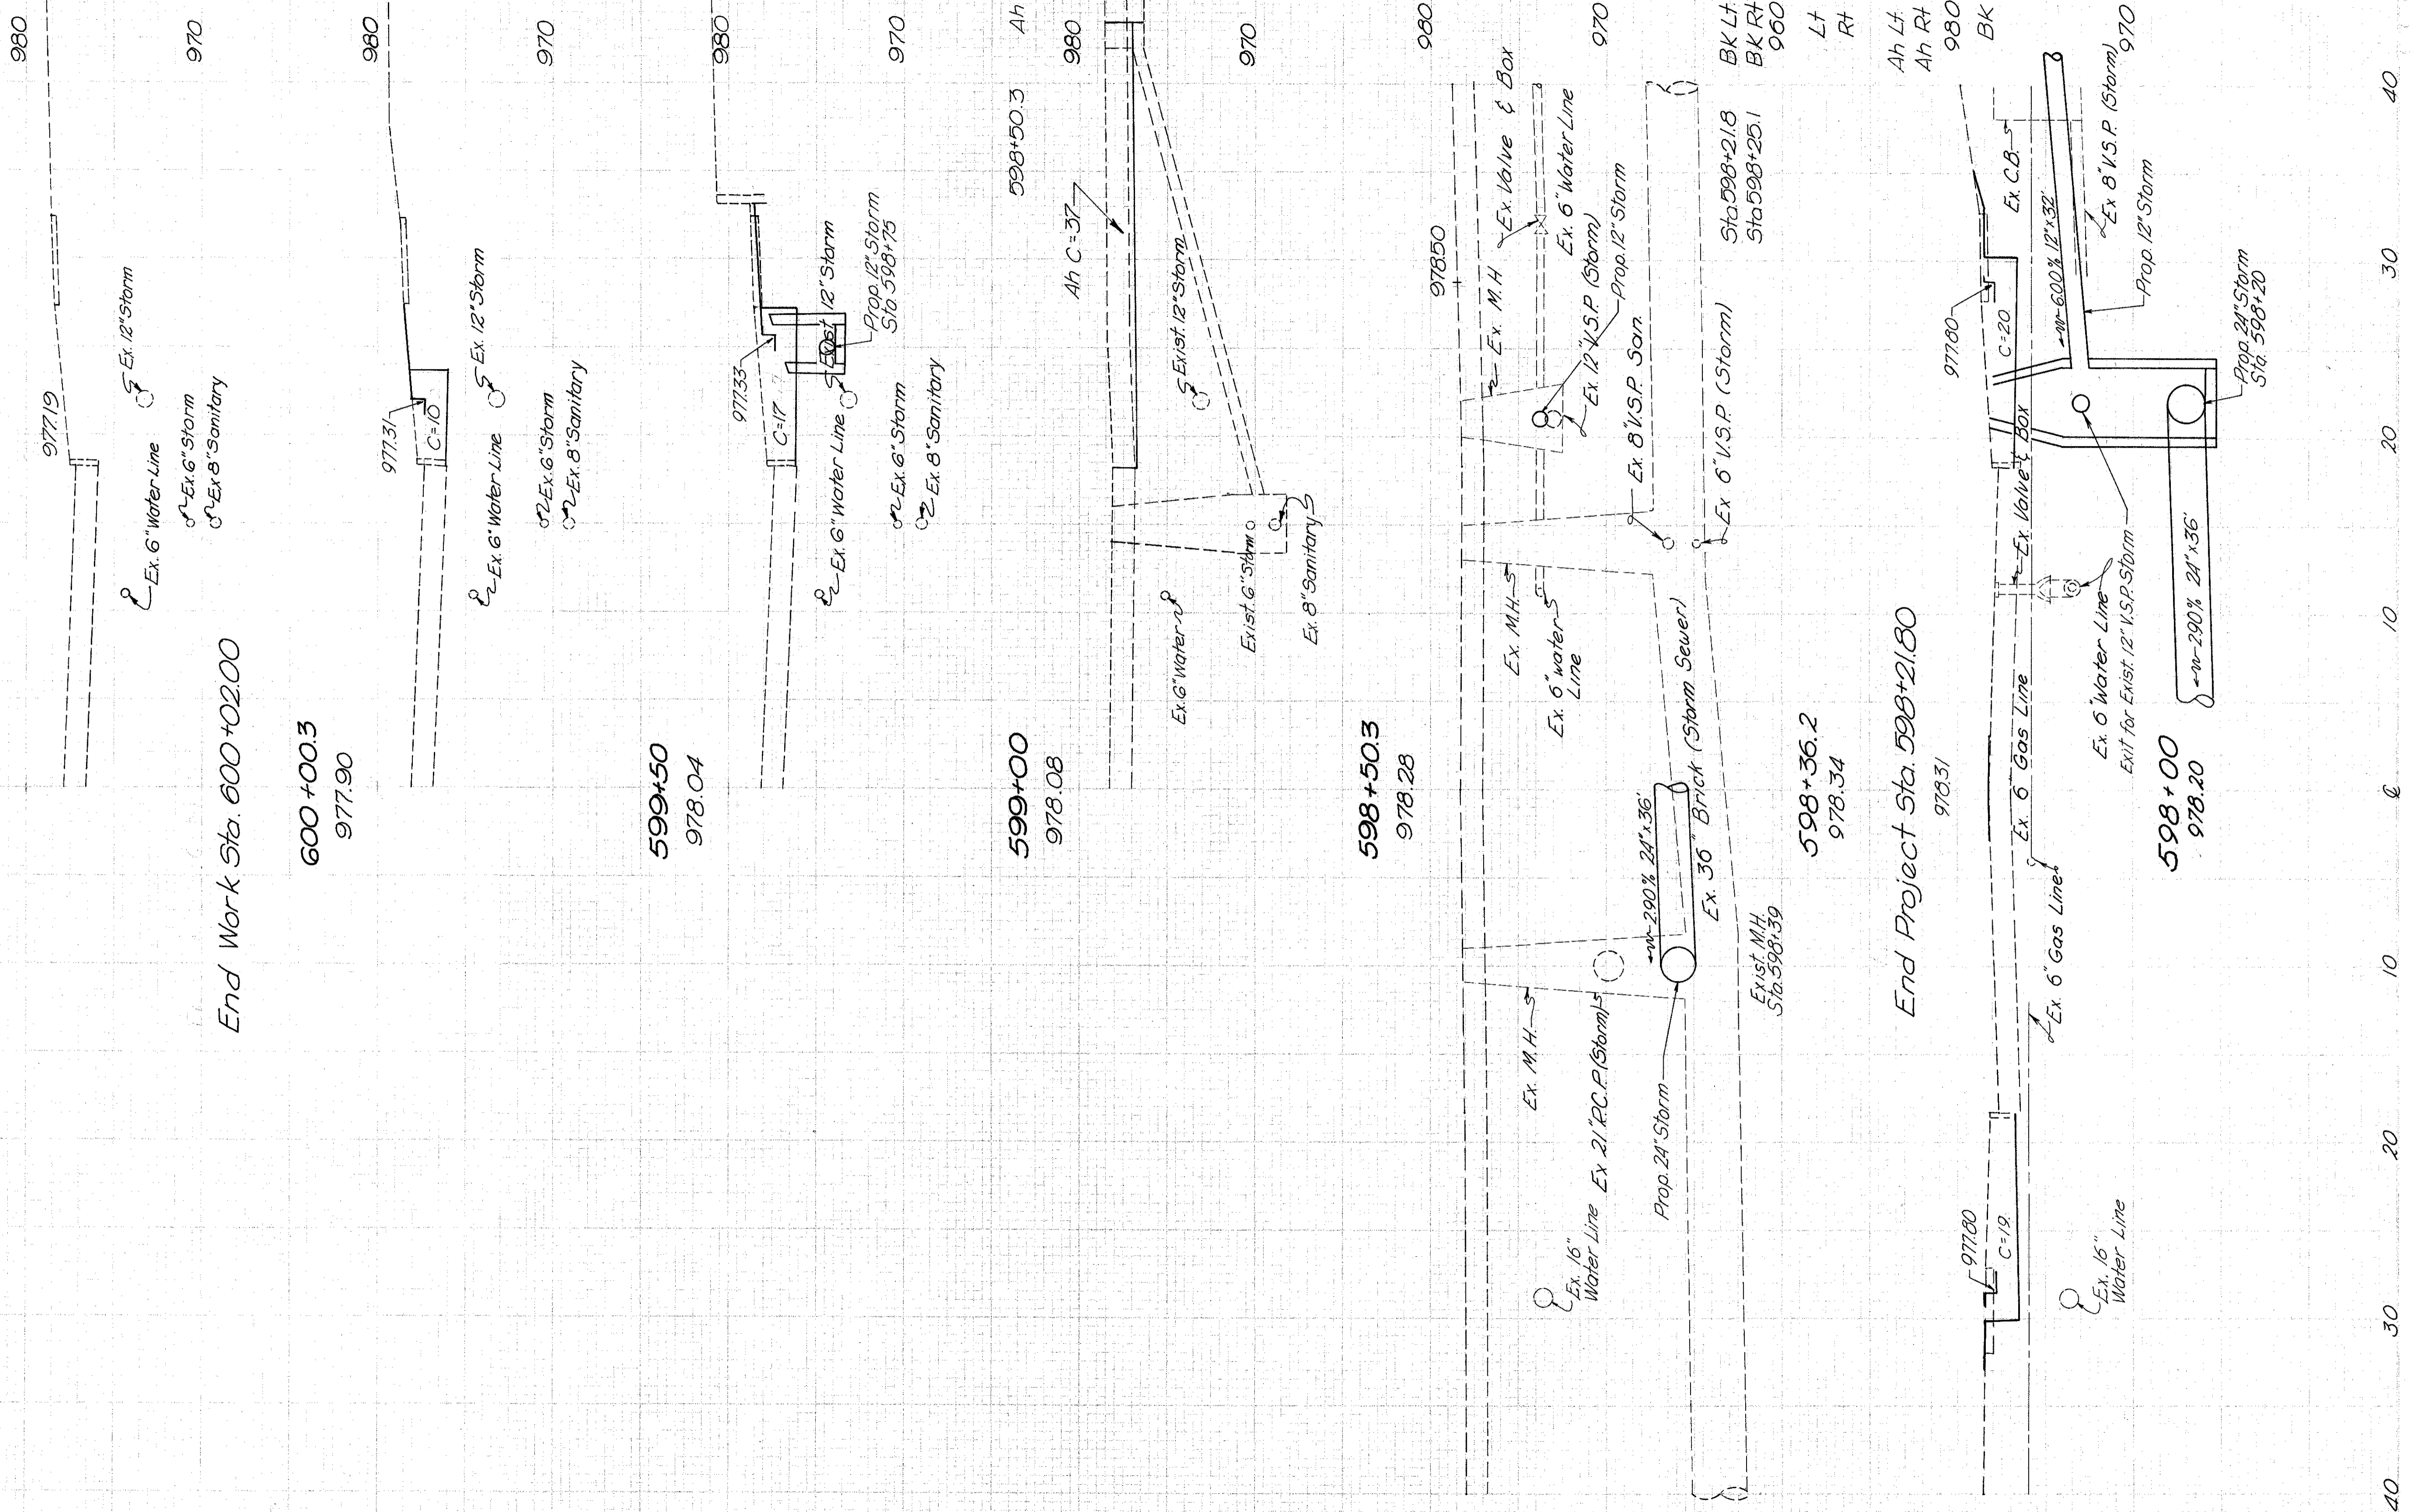 980
970
977.19
Ex. 12" Storm
Ex. 6" Water Line
Ex. 6" Storm
Ex 8" Sanitary
End Work Sta. 600+02.00
600+00.3
977.90
980
970
977.31
C=10
Ex. 12" Storm
Ex. 6" Water Line
Ex. 6" Storm
Ex. 8" Sanitary
599+50
978.04
980
970
977.33
C=17
Exist 12" Storm
Prop. 12" Storm
Sta. 598+75
Ex. 6" Water Line
Ex. 6" Storm
Ex. 8" Sanitary
599+00
978.08
Ah
980
970
598+50.3
Ah C=37
Exist. 12" Storm
Ex. 6" Water
Exist. 6" Storm
Ex. 8" Sanitary
598+50.3
978.28
980
970
978.50
Ex. M.H.
Ex. Valve & Box
Ex. 6" Water Line
Ex. 12" V.S.P. (Storm)
Prop. 12" Storm
Ex. 8" V.S.P. San.
Ex 6" V.S.P. (Storm)
Ex. M.H.
Ex. 6" water
Line
2.90% 24"x36'
Ex. 36" Brick (Storm Sewer)
Ex. M.H.
Ex 21" R.C.P. (Storm)
Prop. 24" Storm
Ex. 16"
Water Line
Exist. M.H.
Sta. 598+39
598+36.2
978.34
Sta 598+21.8
Sta 598+25.1
BK Lt.
BK Rt
960
Lt
Rt
Ah Lt.
Ah Rt
980
BK
970
End Project Sta. 598+21.80
978.31
977.80
C=20
Ex. C.B.
6.00% 12"x32'
Ex 8" V.S.P. (Storm)
Prop. 12" Storm
Prop. 24" Storm
Sta. 598+20
Ex. Valve & Box
Ex. 6" Gas Line
Ex. 6" Water Line
Exit for Exist. 12" V.S.P. Storm
2.90% 24"x36'
Ex. 6" Gas Line
977.80
C=19
Ex. 16"
Water Line
598+00
978.20
40
30
20
10
℄
10
20
30
40